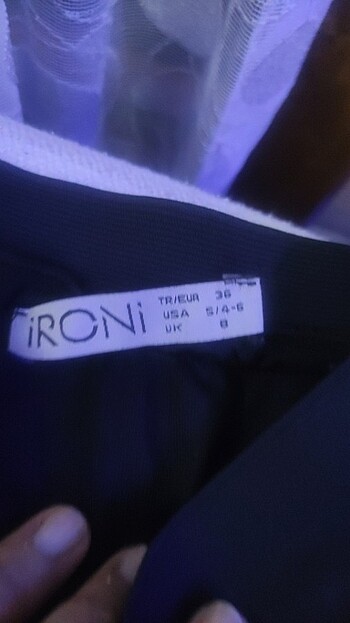 iRONi
TR/EUR 36
USA S/4-6
UK 8